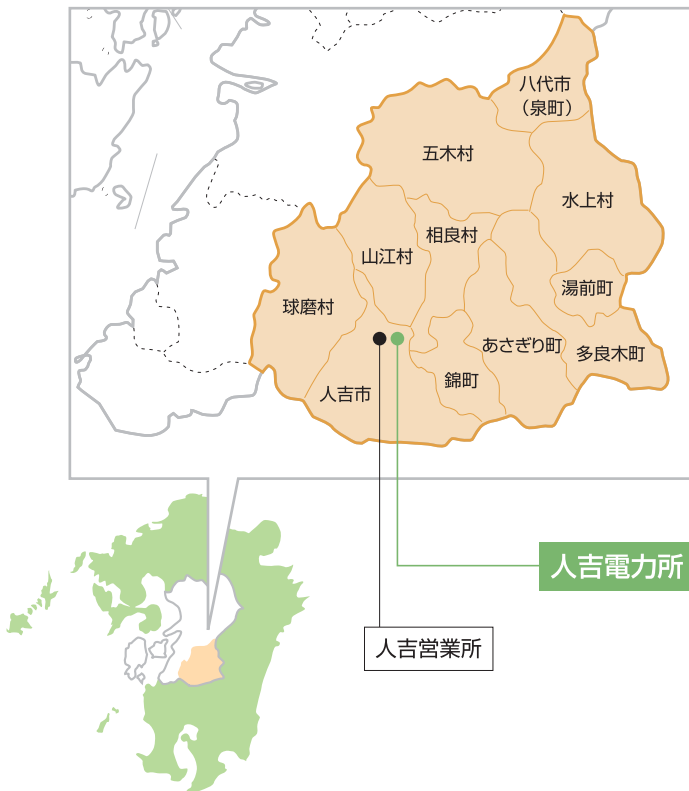 八代市
（泉町）
五木村
水上村
相良村
山江村
湯前町
球磨村
あさぎり町
多良木町
錦町
人吉市
人吉電力所
人吉営業所